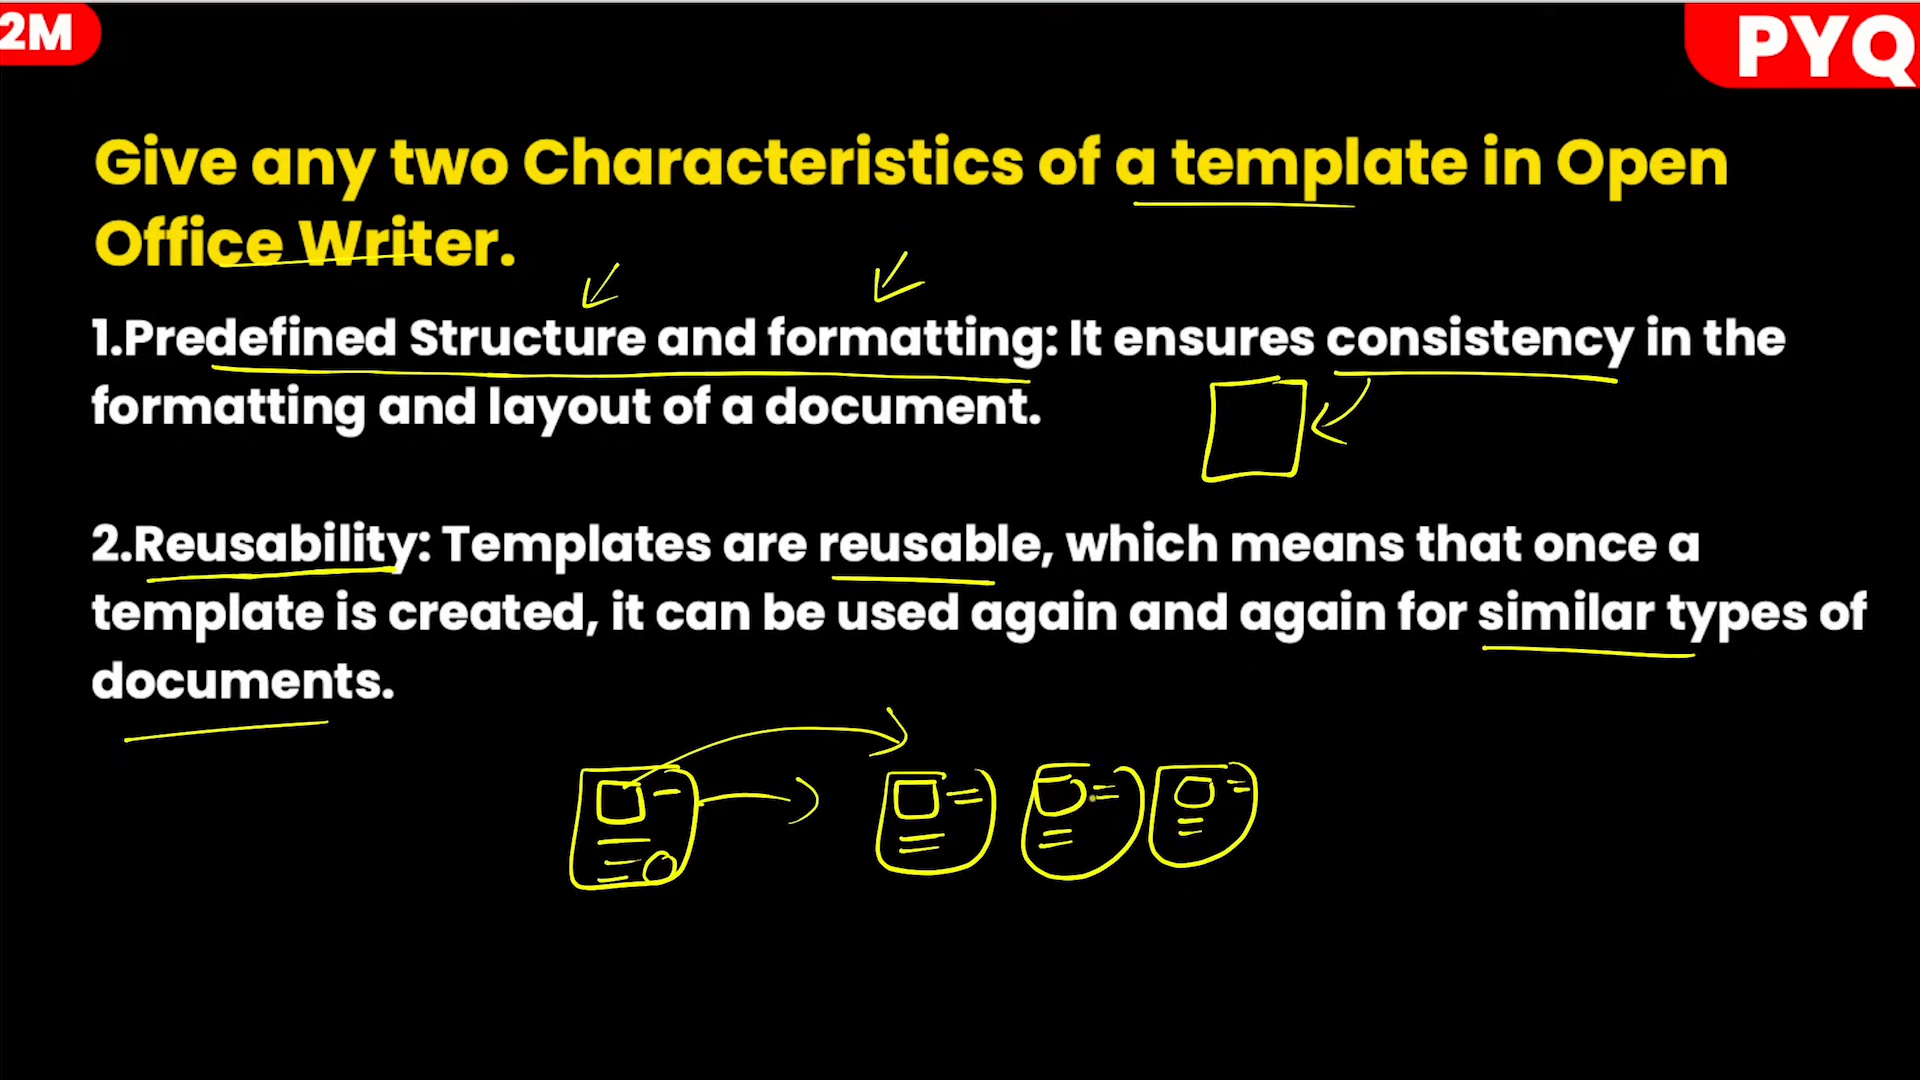 2M
PYQ
Give any two Characteristics of a template in Open
Office Writer.
1.Predefined Structure and formatting: It ensures consistency in the
formatting and layout of a document.
2.Reusability: Templates are reusable, which means that once a
template is created, it can be used again and again for similar types of
documents.